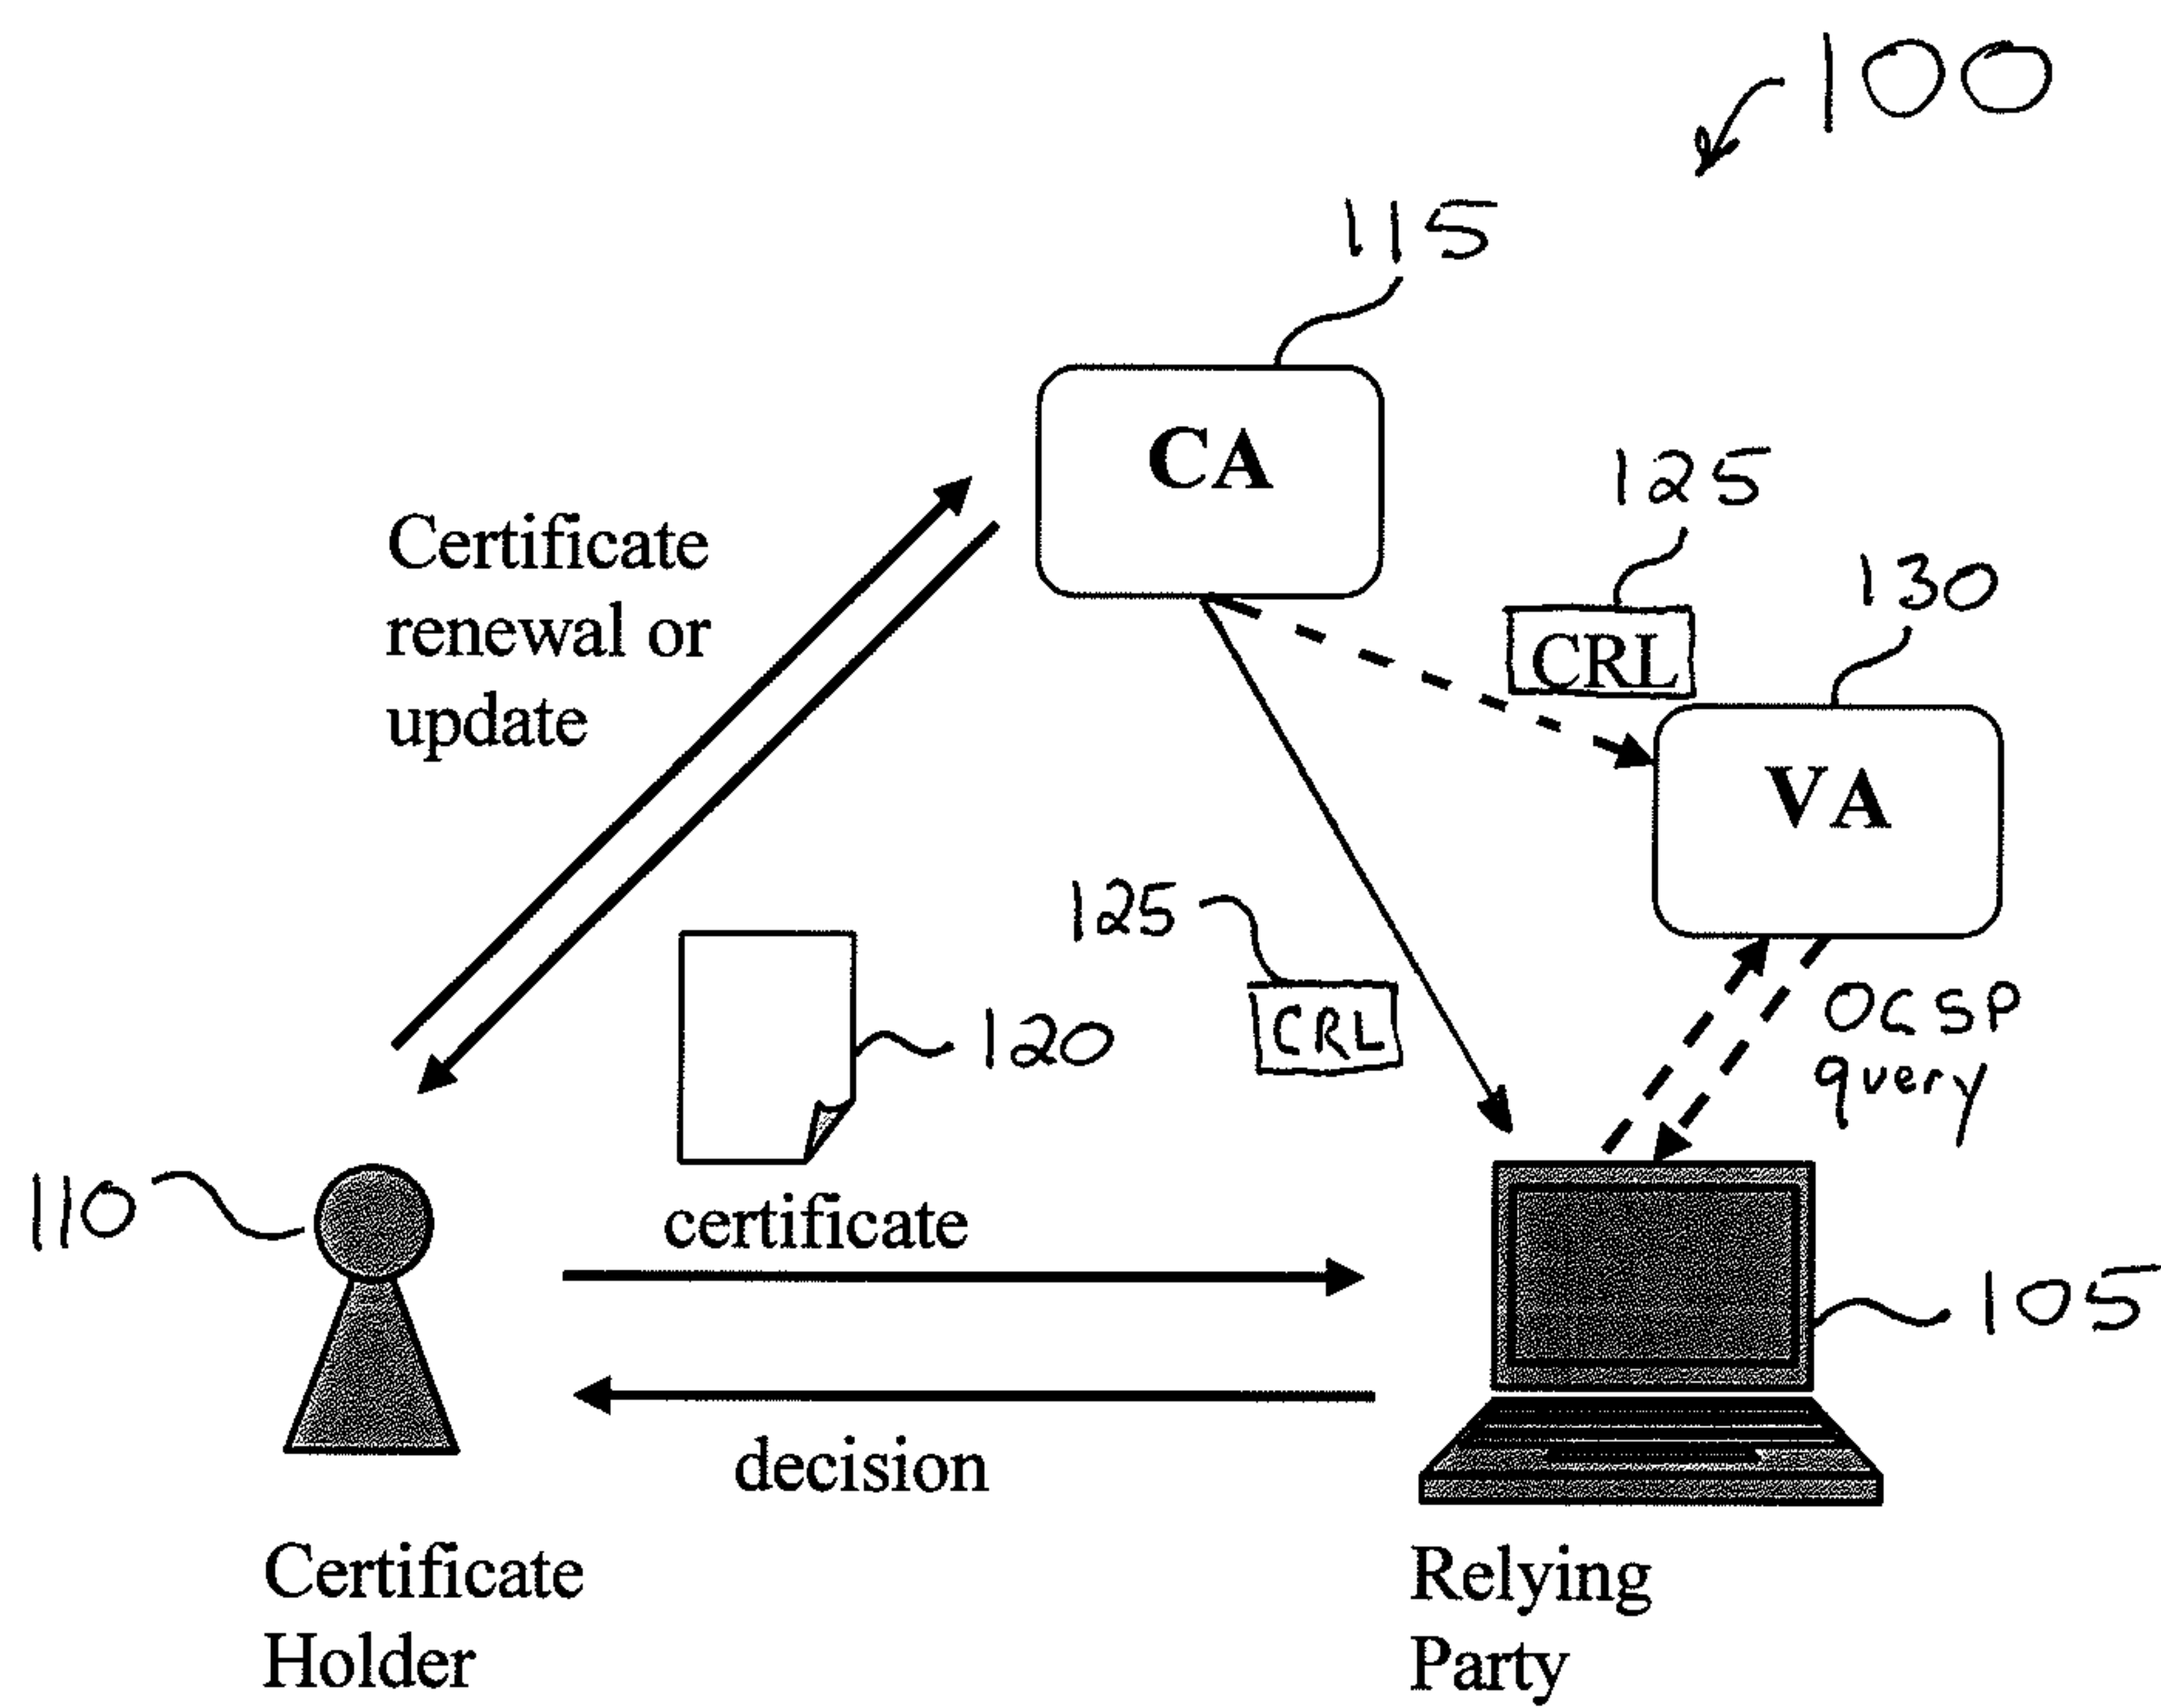 100
115
CA
125
CRL
130
VA
Certificate
renewal or
update
125
CRL
OCSP
query
120
110
certificate
105
decision
Certificate
Holder
Relying
Party